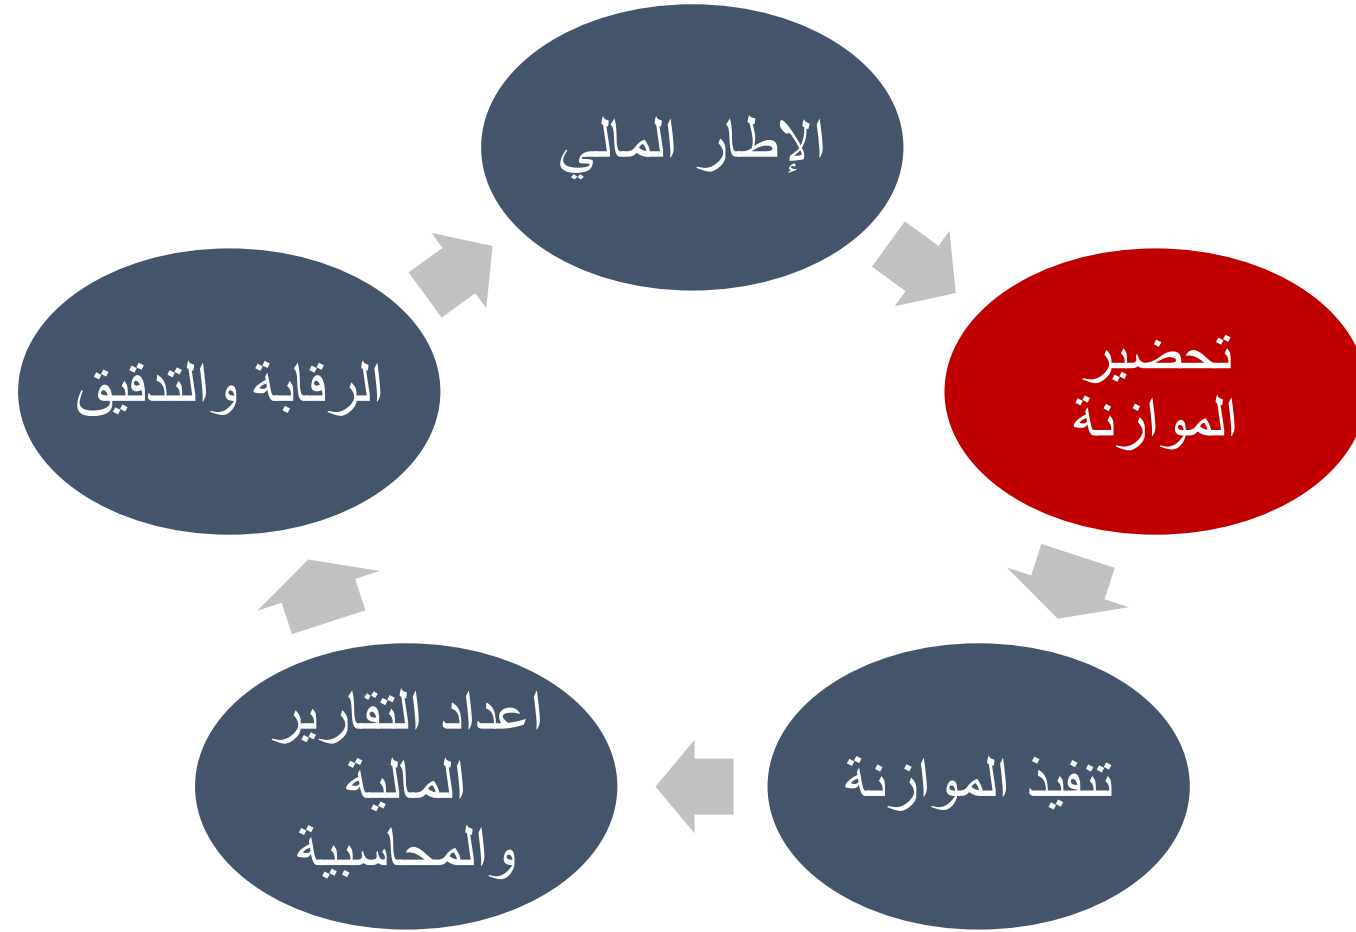 الإطار المالي
تحضير
الموازنة
تنفيذ الموازنة
اعداد التقارير
المالية
والمحاسبية
الرقابة والتدقيق